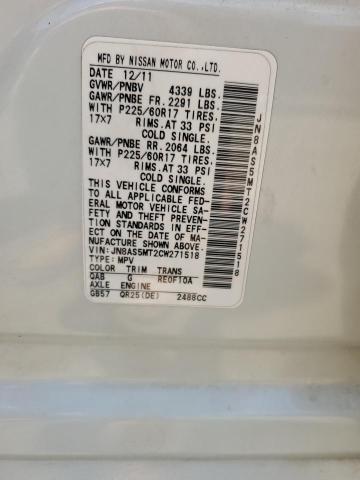 MFD BY NISSAN MOTOR CO.,LTD.
DATE 12/11
GVWR/PNBV 4339 LBS.
GAWR/PNBE FR. 2291 LBS.
WITH P225/60R17 TIRES
17X7 RIMS.AT 33 PSI
COLD SINGLE.
GAWR/PNBE RR. 2064 LBS.
WITH P225/60R17 TIRES
17X7 RIMS.AT 33 PSI
COLD SINGLE.
THIS VEHICLE CONFORMS
TO ALL APPLICABLE FED-
ERAL MOTOR VEHICLE SA-
FETY AND THEFT PREVEN-
TION STANDARDS IN EFF-
ECT ON THE DATE OF MA-
NUFACTURE SHOWN ABOVE.
VIN:JN8AS5MT2CW271518
TYPE: MPV
COLOR TRIM TRANS
QAB G RE0F10A
AXLE ENGINE
GB57 QR25(DE) 2488CC
JN8AS5MT2CW271518